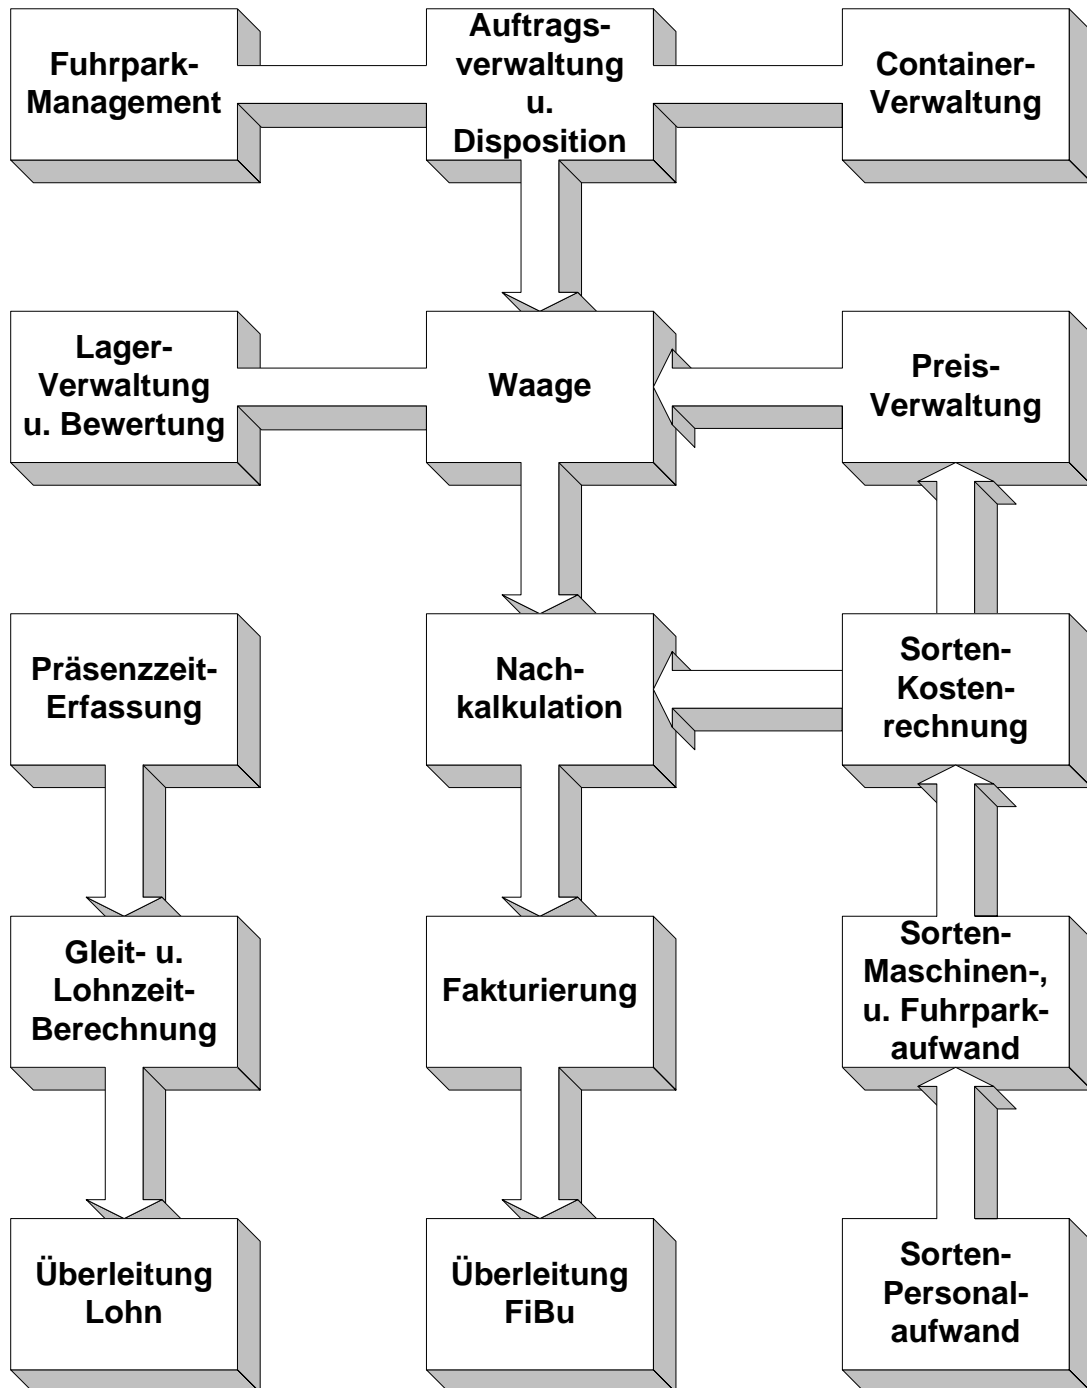 Fuhrpark-
Management
Auftrags-
verwaltung
u.
Disposition
Container-
Verwaltung
Lager-
Verwaltung
u. Bewertung
Waage
Preis-
Verwaltung
Präsenzzeit-
Erfassung
Nach-
kalkulation
Sorten-
Kosten-
rechnung
Gleit- u.
Lohnzeit-
Berechnung
Fakturierung
Sorten-
Maschinen-,
u. Fuhrpark-
aufwand
Überleitung
Lohn
Überleitung
FiBu
Sorten-
Personal-
aufwand